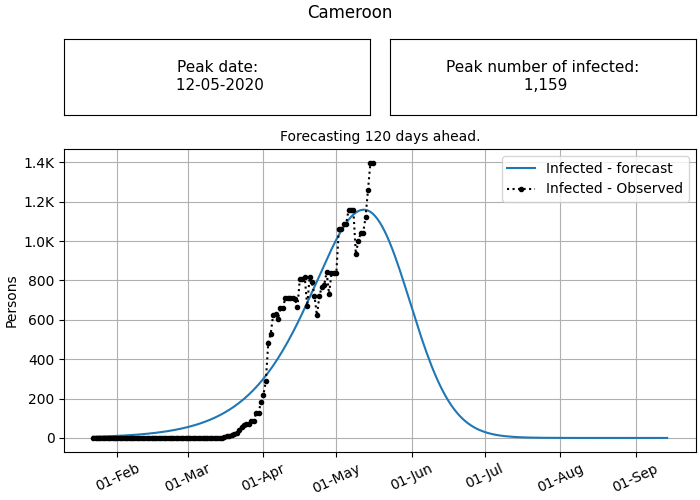 Cameroon
Peak date:
12-05-2020
Peak number of infected:
1,159
Forecasting 120 days ahead.
1.4K
1.2K
1.0K
800
600
400
200
0
Persons
Infected - forecast
Infected - Observed
01-Feb
01-Mar
01-Apr
01-May
01-Jun
01-Jul
01-Aug
01-Sep